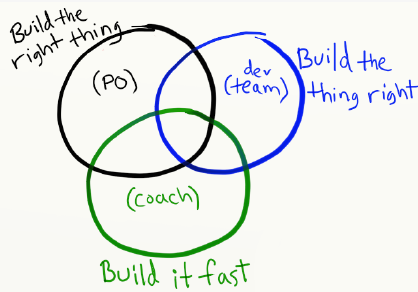 Build the
right thing
(PO)
dev
(team)
Build the
thing right
(coach)
Build it fast